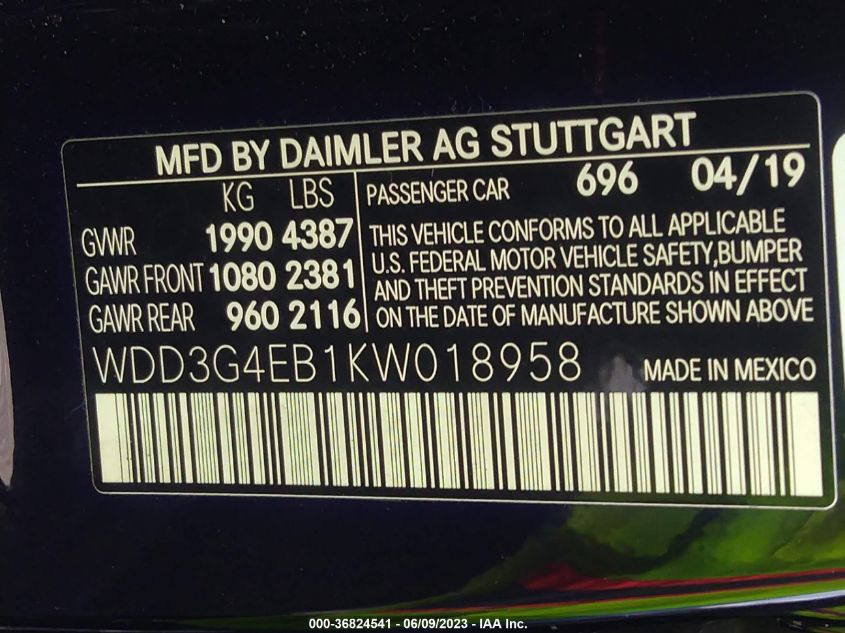 MFD BY DAIMLER AG STUTTGART
KG LBS
GVWR 1990 4387
GAWR FRONT 1080 2381
GAWR REAR 960 2116
PASSENGER CAR 696 04/19
THIS VEHICLE CONFORMS TO ALL APPLICABLE
U.S. FEDERAL MOTOR VEHICLE SAFETY,BUMPER
AND THEFT PREVENTION STANDARDS IN EFFECT
ON THE DATE OF MANUFACTURE SHOWN ABOVE
WDD3G4EB1KW018958 MADE IN MEXICO
000-36824541 - 06/09/2023 - IAA Inc.